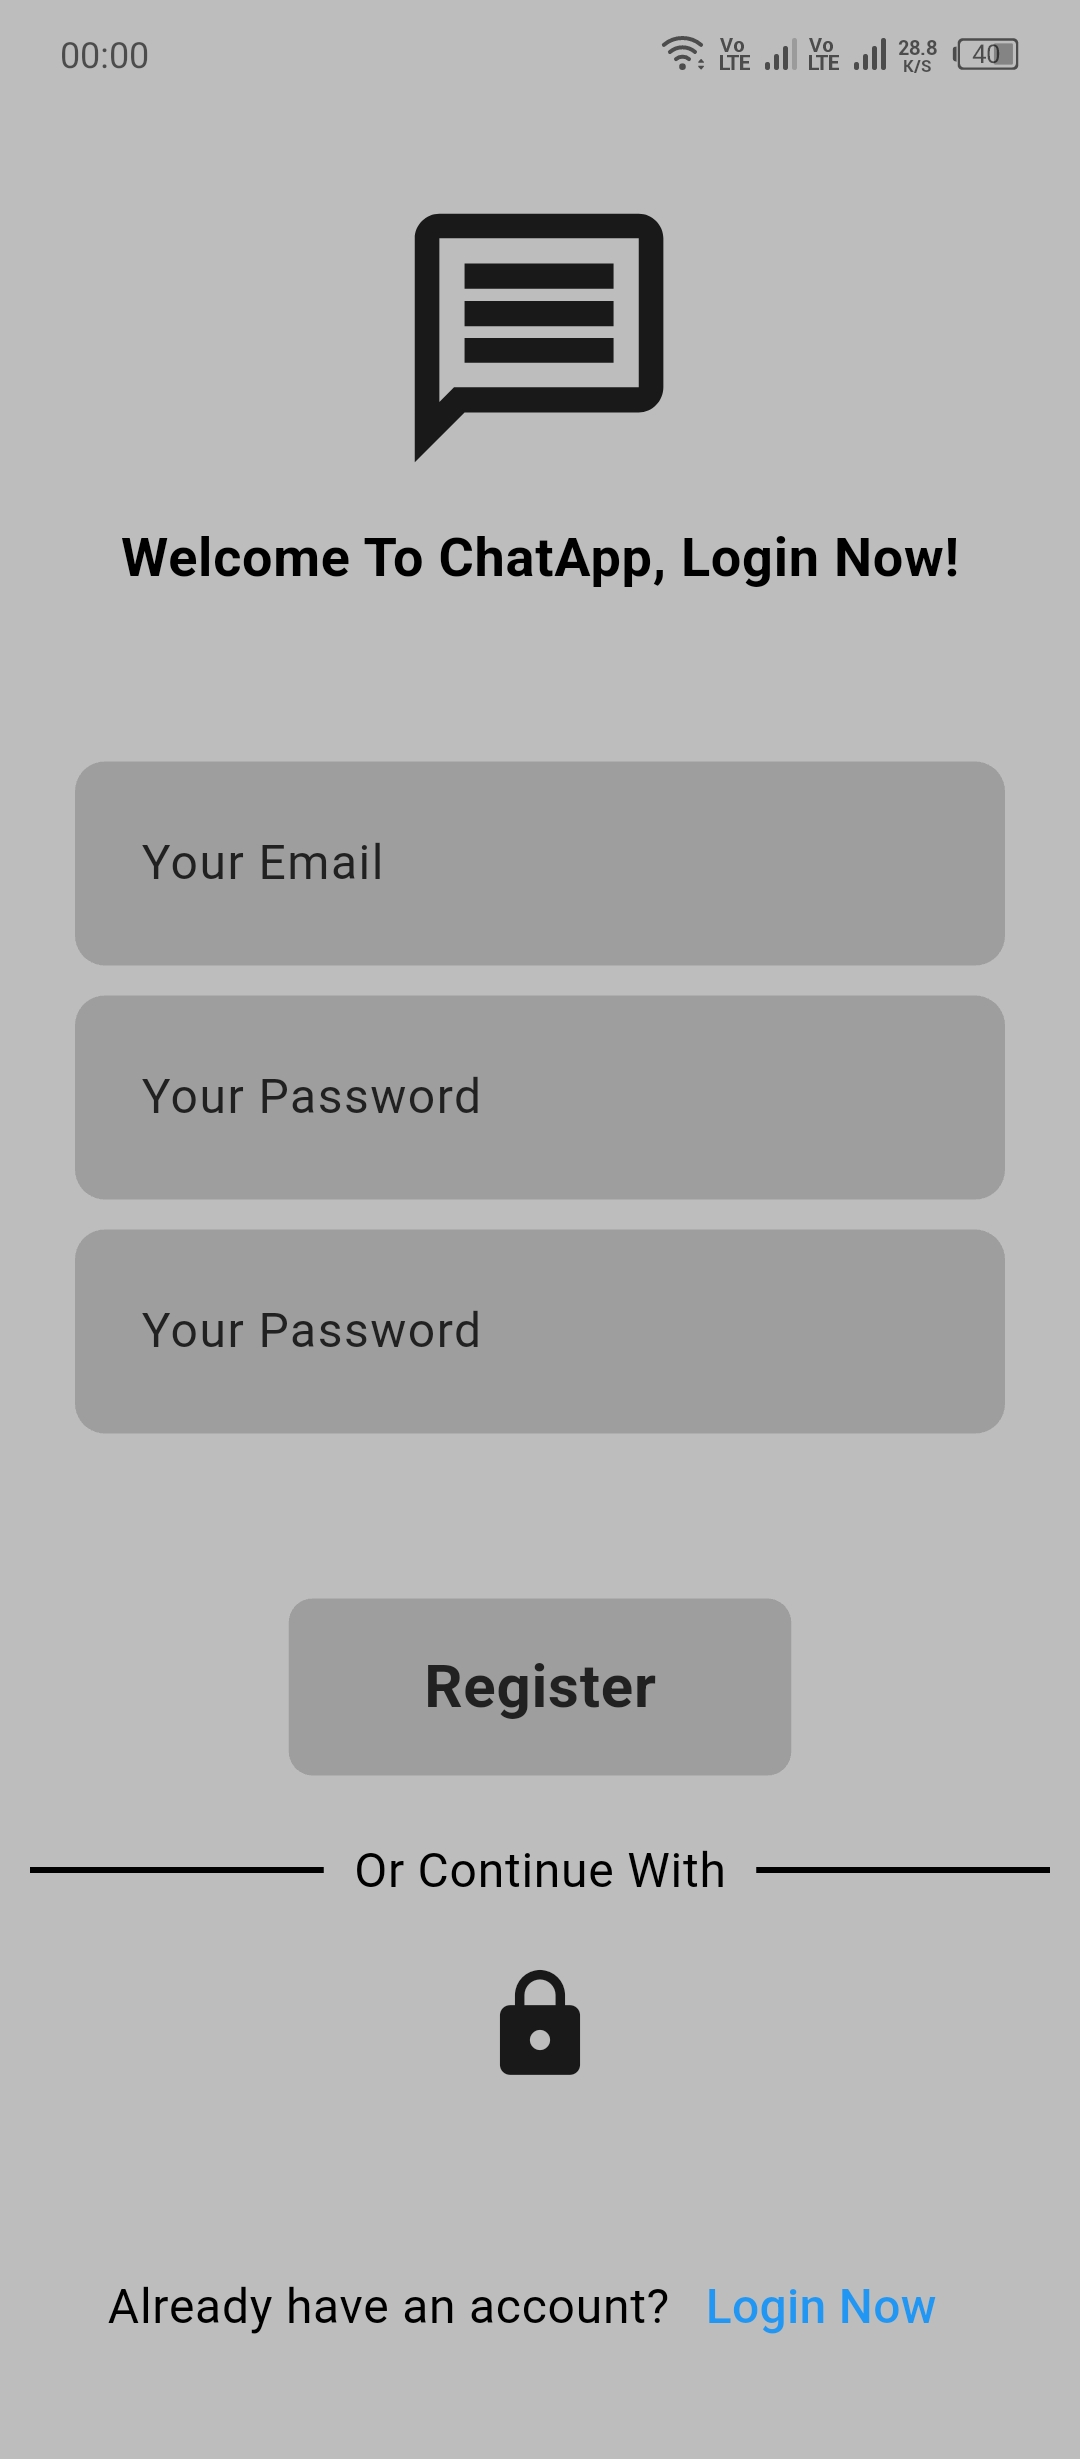 00:00 Vo LTE Vo LTE 28.8 K/S 40
Welcome To ChatApp, Login Now!
Your Email
Your Password
Your Password
Register
Or Continue With
Already have an account? Login Now